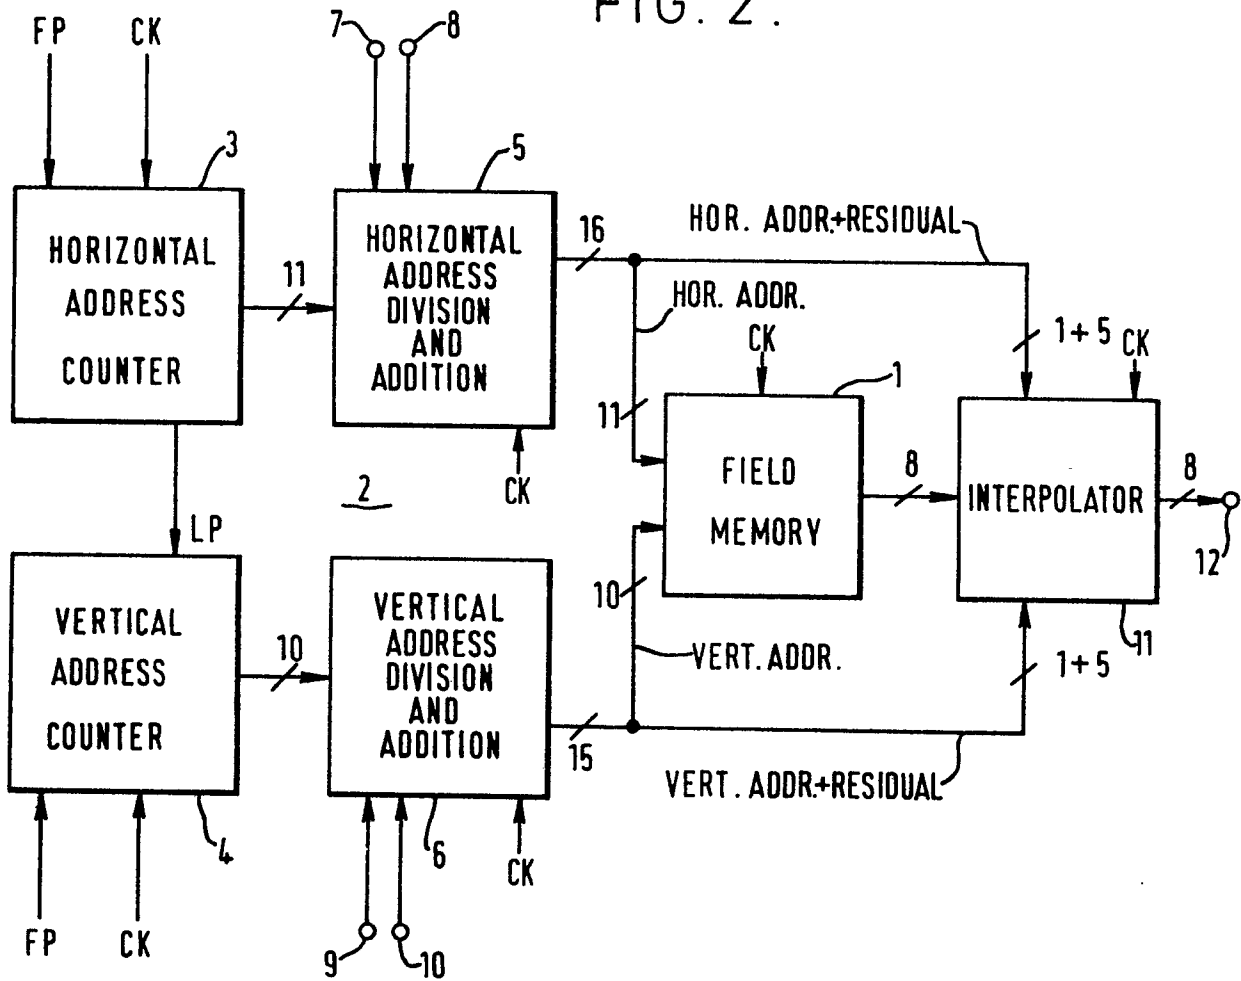 FIG. 2.
FP
CK
7
8
3
5
HORIZONTAL
ADDRESS
COUNTER
11
HORIZONTAL
ADDRESS
DIVISION
AND
ADDITION
16
HOR. ADDR.+RESIDUAL
HOR. ADDR.
CK
1+5
CK
1
11
FIELD
MEMORY
8
INTERPOLATOR
8
12
CK
2
LP
VERTICAL
ADDRESS
COUNTER
10
VERTICAL
ADDRESS
DIVISION
AND
ADDITION
10
VERT. ADDR.
11
1+5
15
VERT. ADDR.+RESIDUAL
4
6
CK
FP
CK
9
10